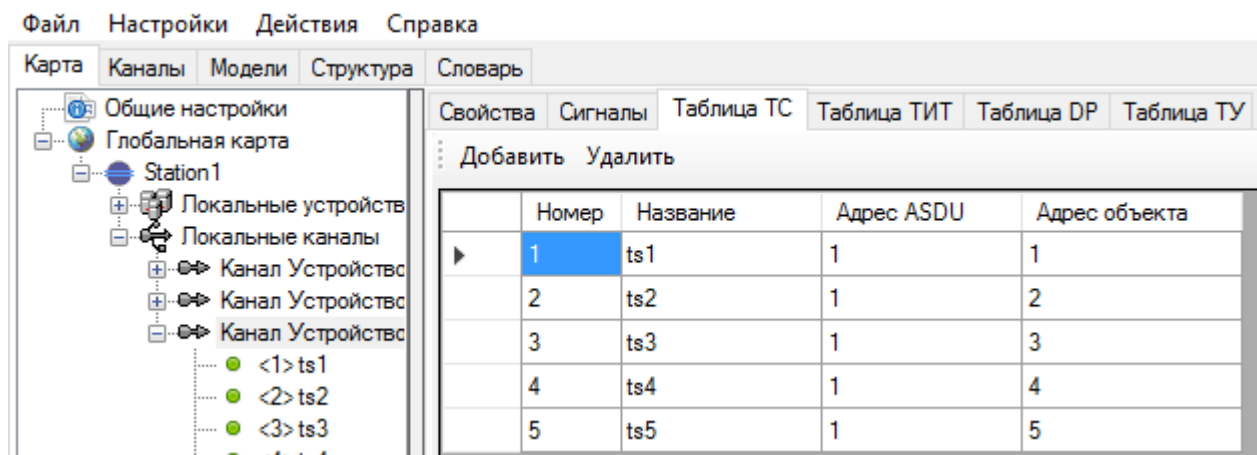 Файл Настройки Действия Справка
Карта Каналы Модели Структура Словарь
Общие настройки
Глобальная карта
Station1
Локальные устройств
Локальные каналы
Канал Устройство
Канал Устройство
Канал Устройство
<1>ts1
<2>ts2
<3>ts3
Свойства Сигналы Таблица ТС Таблица ТИТ Таблица DP Таблица ТУ
Добавить Удалить
Номер Название Адрес ASDU Адрес объекта
1 ts1 1 1
2 ts2 1 2
3 ts3 1 3
4 ts4 1 4
5 ts5 1 5